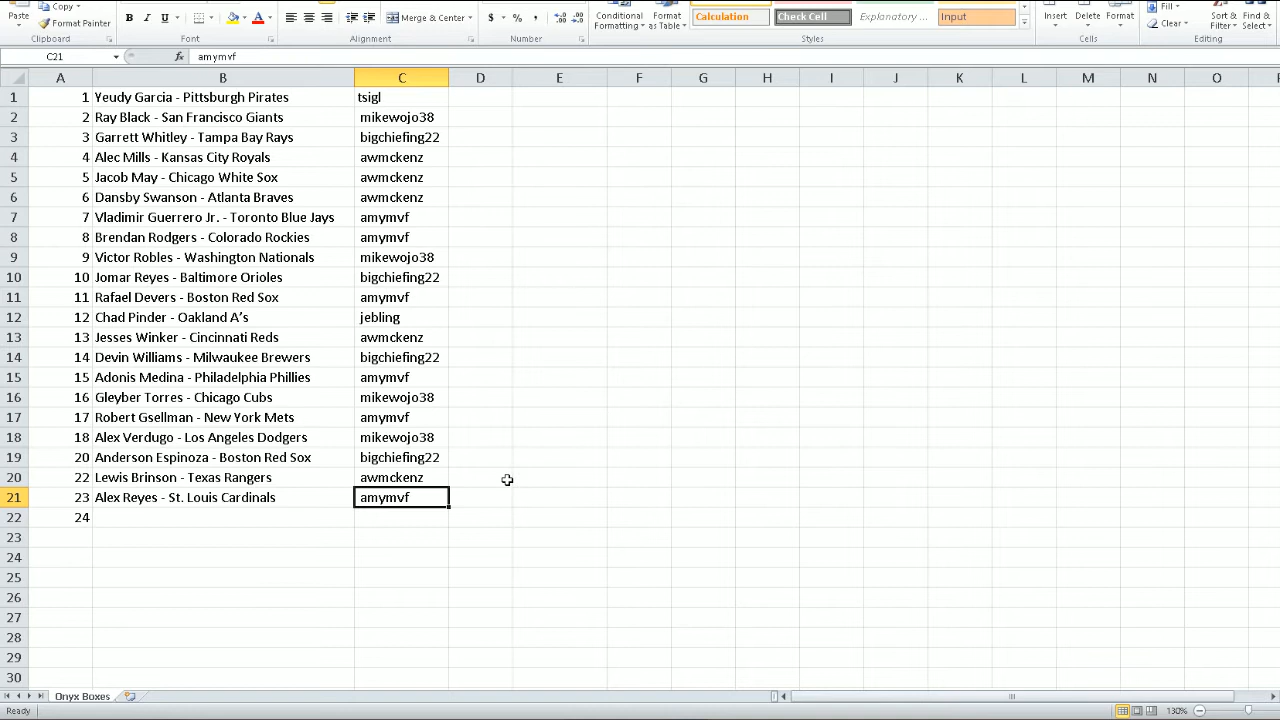 Paste Copy Format Painter B I U A Merge & Center $ % , Conditional Formatting Format as Table Calculation Check Cell Explanatory ... Input Insert Delete Format Fill Clear Sort & Filter Find & Select
Clipboard Font Alignment Number Styles Cells Editing
C21 fx amymvf
A B C D E F G H I J K L M N O
1 1 Yeudy Garcia - Pittsburgh Pirates tsigl
2 2 Ray Black - San Francisco Giants mikewojo38
3 3 Garrett Whitley - Tampa Bay Rays bigchiefing22
4 4 Alec Mills - Kansas City Royals awmckenz
5 5 Jacob May - Chicago White Sox awmckenz
6 6 Dansby Swanson - Atlanta Braves awmckenz
7 7 Vladimir Guerrero Jr. - Toronto Blue Jays amymvf
8 8 Brendan Rodgers - Colorado Rockies amymvf
9 9 Victor Robles - Washington Nationals mikewojo38
10 10 Jomar Reyes - Baltimore Orioles bigchiefing22
11 11 Rafael Devers - Boston Red Sox amymvf
12 12 Chad Pinder - Oakland A’s jebling
13 13 Jesses Winker - Cincinnati Reds awmckenz
14 14 Devin Williams - Milwaukee Brewers bigchiefing22
15 15 Adonis Medina - Philadelphia Phillies amymvf
16 16 Gleyber Torres - Chicago Cubs mikewojo38
17 17 Robert Gsellman - New York Mets amymvf
18 18 Alex Verdugo - Los Angeles Dodgers mikewojo38
19 20 Anderson Espinoza - Boston Red Sox bigchiefing22
20 22 Lewis Brinson - Texas Rangers awmckenz
21 23 Alex Reyes - St. Louis Cardinals amymvf
22 24
23
24
25
26
27
28
29
30
Onyx Boxes
Ready 130%